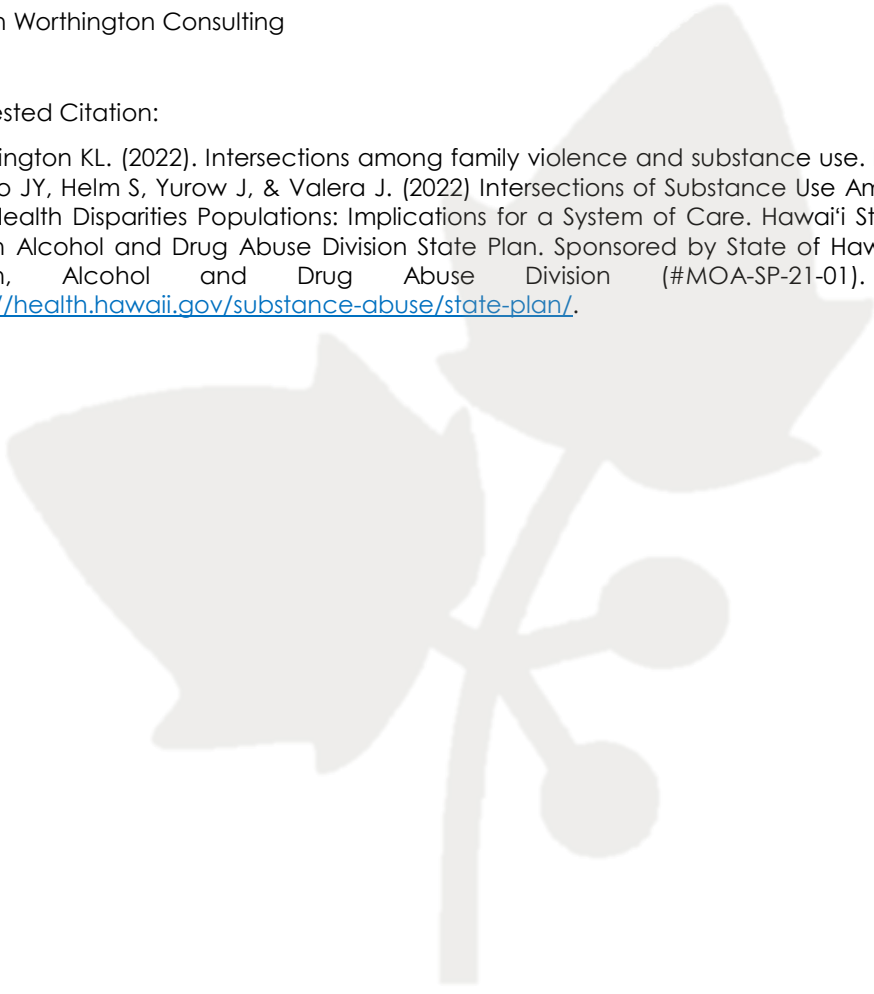 n Worthington Consulting
ested Citation:
ington KL. (2022). Intersections among family violence and substance use.
o JY, Helm S, Yurow J, & Valera J. (2022) Intersections of Substance Use Am
Health Disparities Populations: Implications for a System of Care. Hawaiʻi St
n Alcohol and Drug Abuse Division State Plan. Sponsored by State of Haw
n, Alcohol and Drug Abuse Division (#MOA-SP-21-01).
//health.hawaii.gov/substance-abuse/state-plan/.